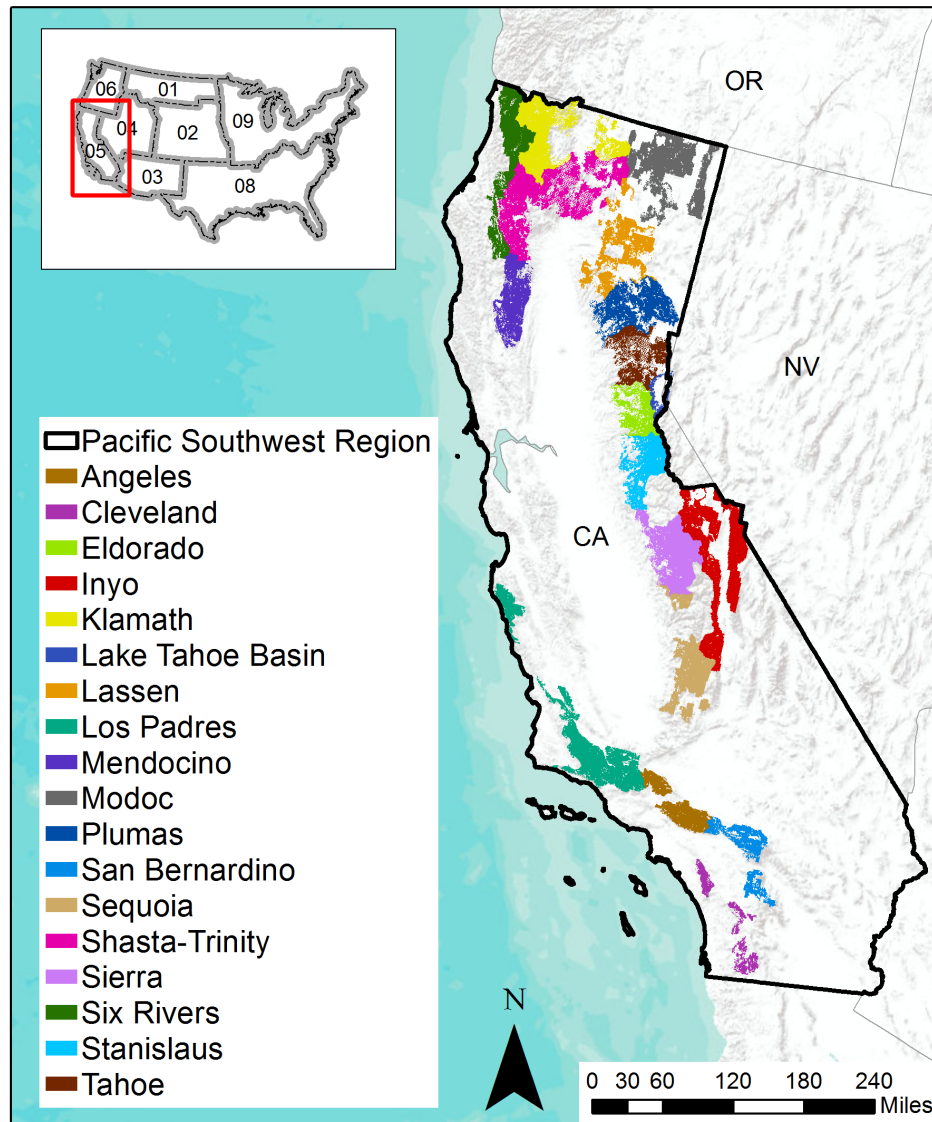 06
01
04
02
09
05
03
08
OR
NV
CA
Pacific Southwest Region
Angeles
Cleveland
Eldorado
Inyo
Klamath
Lake Tahoe Basin
Lassen
Los Padres
Mendocino
Modoc
Plumas
San Bernardino
Sequoia
Shasta-Trinity
Sierra
Six Rivers
Stanislaus
Tahoe
N
0 30 60 120 180 240
Miles